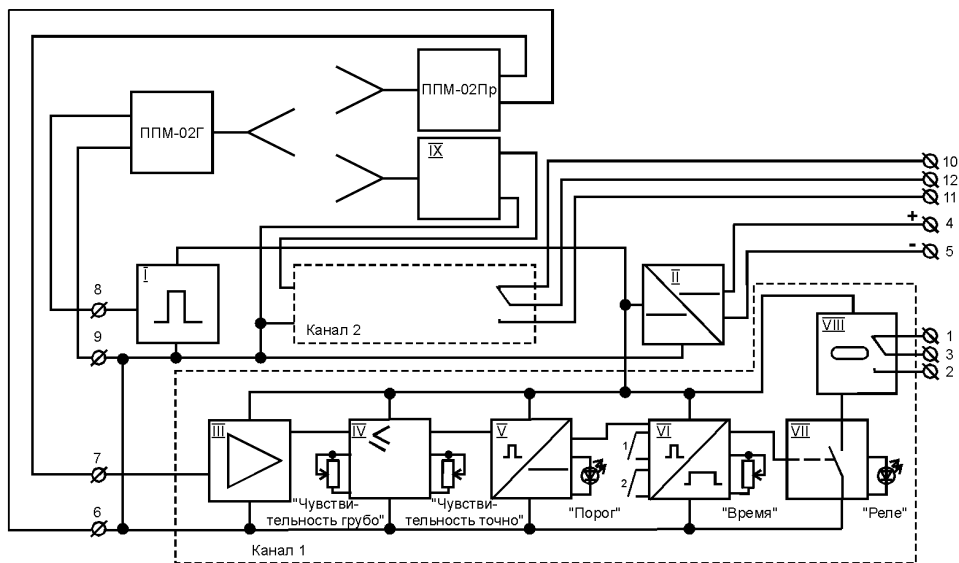 ППМ-02Пр
ППМ-02Г
IX
10
12
11
+ 4
- 5
I
II
8
Канал 2
VIII
9
1
3
2
III
IV
V
VI
VII
1
2
7
"Чувстви-
тельность грубо"
"Чувстви-
тельность точно"
"Порог"
"Время"
"Реле"
6
Канал 1